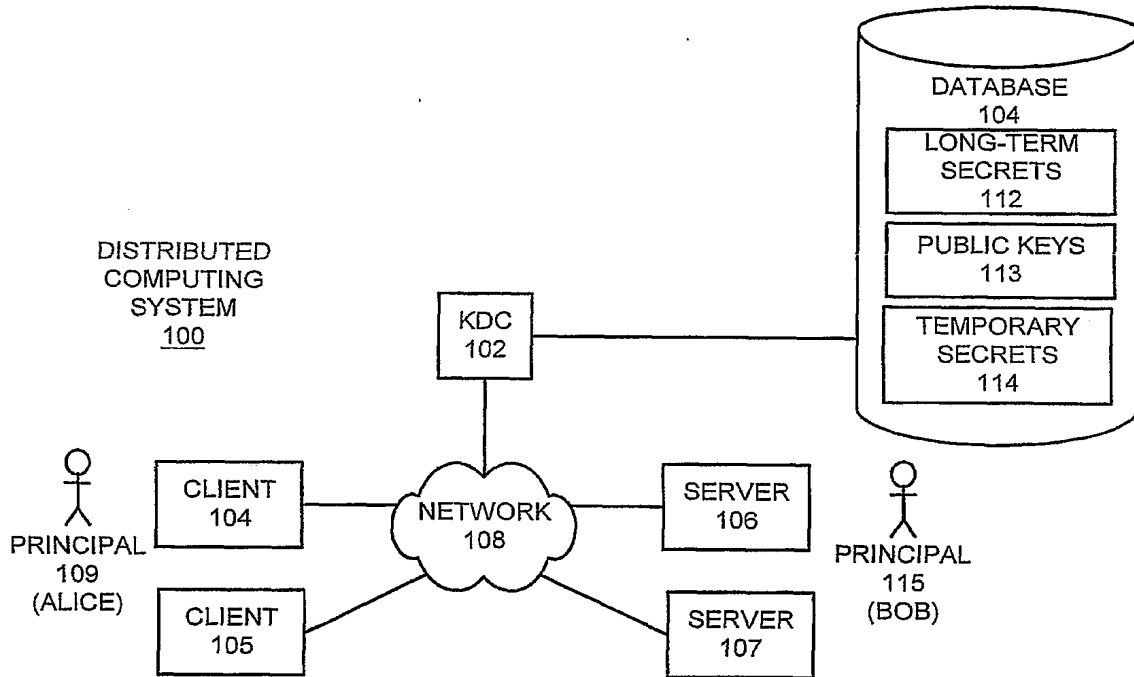 DATABASE
104
LONG-TERM
SECRETS
112
PUBLIC KEYS
113
TEMPORARY
SECRETS
114
DISTRIBUTED
COMPUTING
SYSTEM
100
KDC
102
PRINCIPAL
109
(ALICE)
CLIENT
104
CLIENT
105
NETWORK
108
SERVER
106
SERVER
107
PRINCIPAL
115
(BOB)